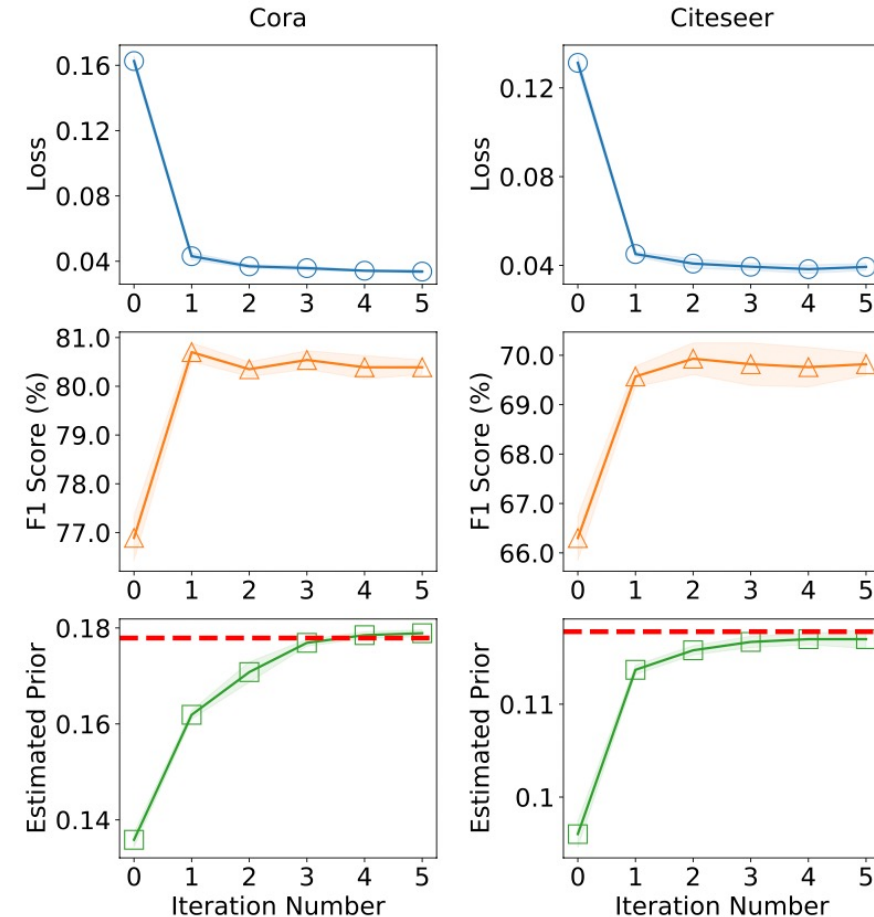 Cora
Citeseer
Loss
0.16
0.12
0.08
0.04
0 1 2 3 4 5
Loss
0.12
0.08
0.04
0 1 2 3 4 5
F1 Score (%)
81.0
80.0
79.0
78.0
77.0
0 1 2 3 4 5
F1 Score (%)
70.0
69.0
68.0
67.0
66.0
0 1 2 3 4 5
Estimated Prior
0.18
0.16
0.14
0 1 2 3 4 5
Iteration Number
Estimated Prior
0.11
0.1
0 1 2 3 4 5
Iteration Number